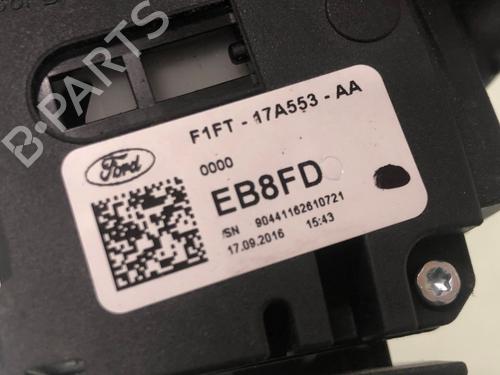 B-PARTS
F1FT - 17A553 - AA
Ford
0000
EB8FD
SN 90441162610721
17.09.2016 15:43